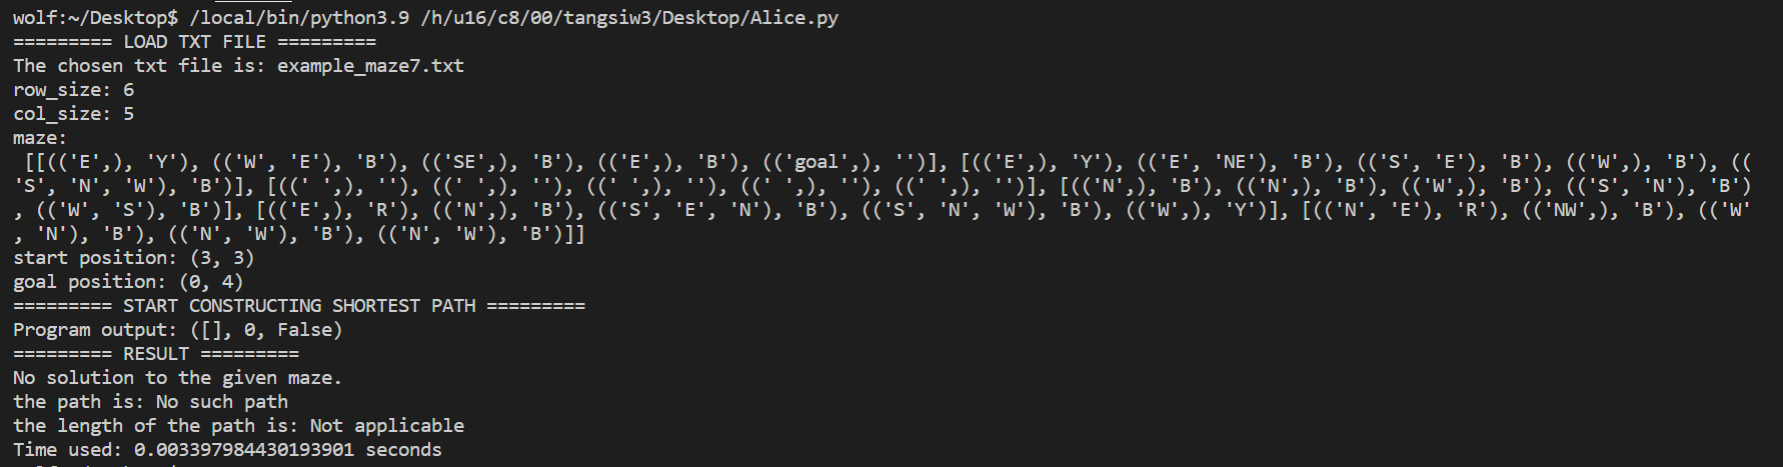 wolf:~/Desktop$ /local/bin/python3.9 /h/u16/c8/00/tangsiw3/Desktop/Alice.py
========= LOAD TXT FILE =========
The chosen txt file is: example_maze7.txt
row_size: 6
col_size: 5
maze:
[[(('E',), 'Y'), (('W', 'E'), 'B'), (('SE',), 'B'), (('E',), 'B'), (('goal',), '')], [(('E',), 'Y'), (('E', 'NE'), 'B'), (('S', 'E'), 'B'), (('W',), 'B'), ((
'S', 'N', 'W'), 'B')], [((' ',), ''), ((' ',), ''), ((' ',), ''), ((' ',), ''), ((' ',), '')], [(('N',), 'B'), (('N',), 'B'), (('W',), 'B'), (('S', 'N'), 'B')
, (('W', 'S'), 'B')], [(('E',), 'R'), (('N',), 'B'), (('S', 'E', 'N'), 'B'), (('S', 'N', 'W'), 'B'), (('W',), 'Y')], [(('N', 'E'), 'R'), (('NW',), 'B'), (('W'
, 'N'), 'B'), (('N', 'W'), 'B'), (('N', 'W'), 'B')]]
start position: (3, 3)
goal position: (0, 4)
========= START CONSTRUCTING SHORTEST PATH =========
Program output: ([], 0, False)
========= RESULT =========
No solution to the given maze.
the path is: No such path
the length of the path is: Not applicable
Time used: 0.003397984430193901 seconds